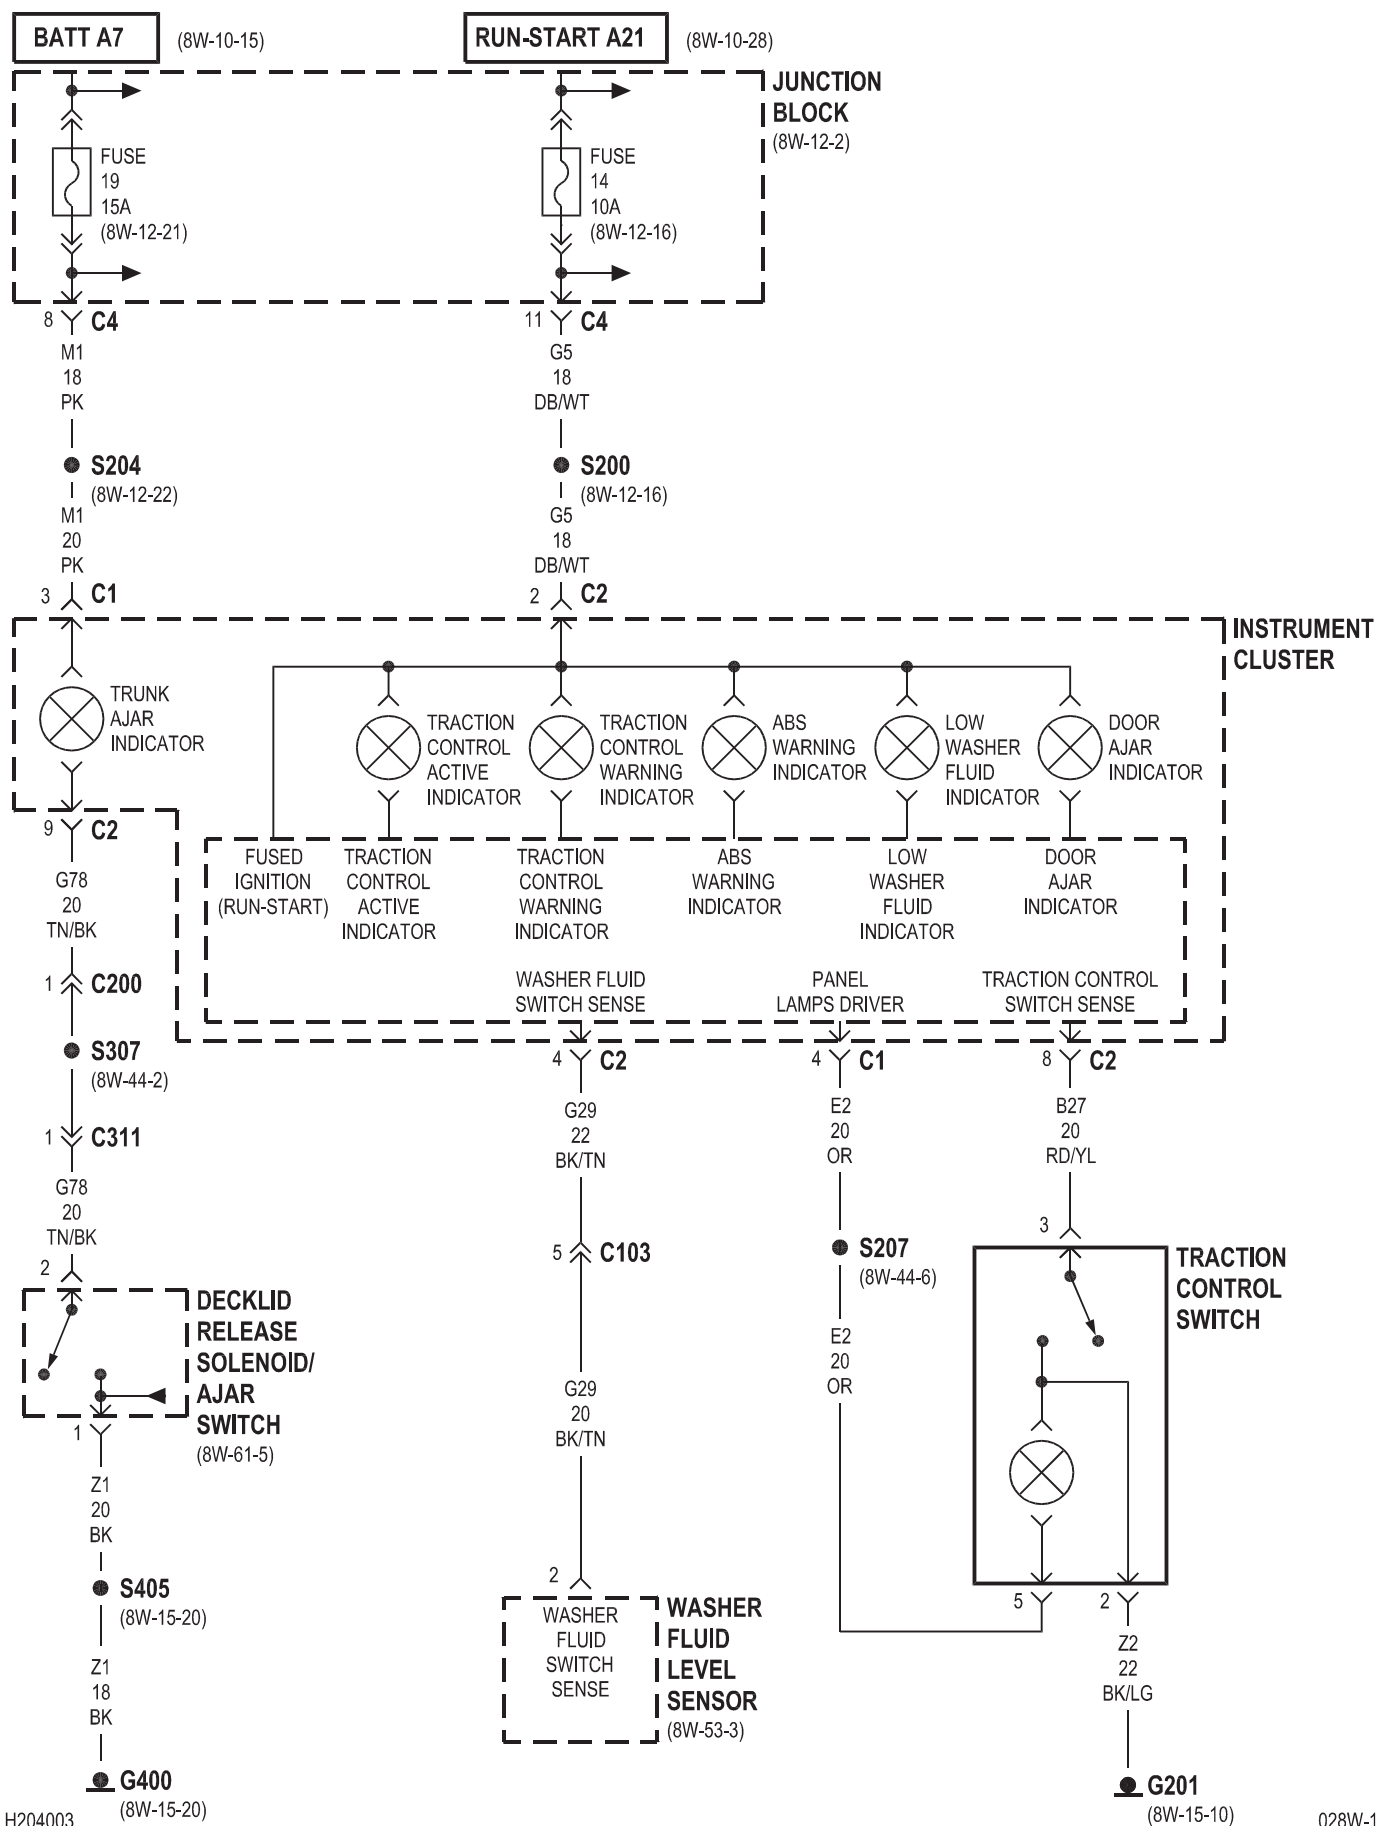 BATT A7
(8W-10-15)
RUN-START A21
(8W-10-28)
JUNCTION
BLOCK
(8W-12-2)
FUSE
19
15A
(8W-12-21)
FUSE
14
10A
(8W-12-16)
8
C4
11
C4
M1
18
PK
G5
18
DB/WT
S204
(8W-12-22)
S200
(8W-12-16)
M1
20
PK
G5
18
DB/WT
3
C1
2
C2
INSTRUMENT
CLUSTER
TRUNK
AJAR
INDICATOR
TRACTION
CONTROL
ACTIVE
INDICATOR
TRACTION
CONTROL
WARNING
INDICATOR
ABS
WARNING
INDICATOR
LOW
WASHER
FLUID
INDICATOR
DOOR
AJAR
INDICATOR
9
C2
FUSED
IGNITION
(RUN-START)
TRACTION
CONTROL
ACTIVE
INDICATOR
TRACTION
CONTROL
WARNING
INDICATOR
ABS
WARNING
INDICATOR
LOW
WASHER
FLUID
INDICATOR
DOOR
AJAR
INDICATOR
G78
20
TN/BK
1
C200
WASHER FLUID
SWITCH SENSE
PANEL
LAMPS DRIVER
TRACTION CONTROL
SWITCH SENSE
S307
(8W-44-2)
4
C2
4
C1
8
C2
1
C311
G29
22
BK/TN
E2
20
OR
B27
20
RD/YL
G78
20
TN/BK
2
5
C103
S207
(8W-44-6)
3
TRACTION
CONTROL
SWITCH
DECKLID
RELEASE
SOLENOID/
AJAR
SWITCH
(8W-61-5)
1
G29
20
BK/TN
E2
20
OR
Z1
20
BK
S405
(8W-15-20)
2
WASHER
FLUID
SWITCH
SENSE
WASHER
FLUID
LEVEL
SENSOR
(8W-53-3)
5
2
Z1
18
BK
Z2
22
BK/LG
G400
(8W-15-20)
G201
(8W-15-10)
H204003
028W-1